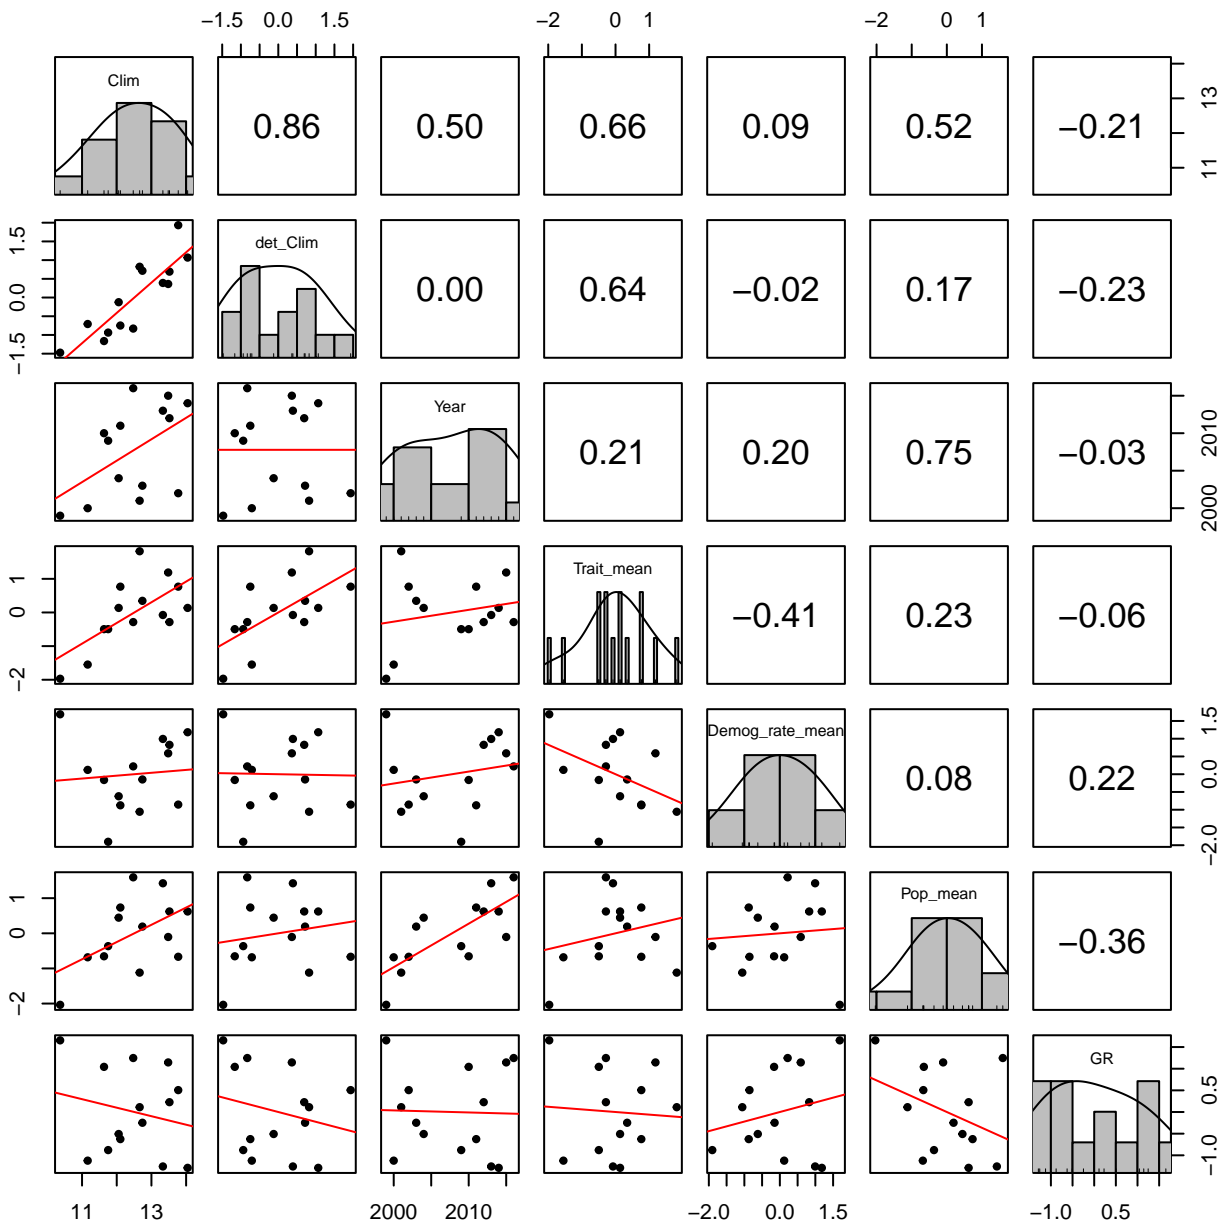 −1.5 0.0 1.5 −2 0 1 −2 0 1
Clim 0.86 0.50 0.66 0.09 0.52 −0.21 11 13
−1.5 0.0 1.5 det_Clim 0.00 0.64 −0.02 0.17 −0.23
Year 0.21 0.20 0.75 −0.03 2000 2010
−2 0 1 Trait_mean −0.41 0.23 −0.06
Demog_rate_mean 0.08 0.22 −2.0 0.0 1.5
−2 0 1 Pop_mean −0.36
GR −1.0 0.5
11 13 2000 2010 −2.0 0.0 1.5 −1.0 0.5